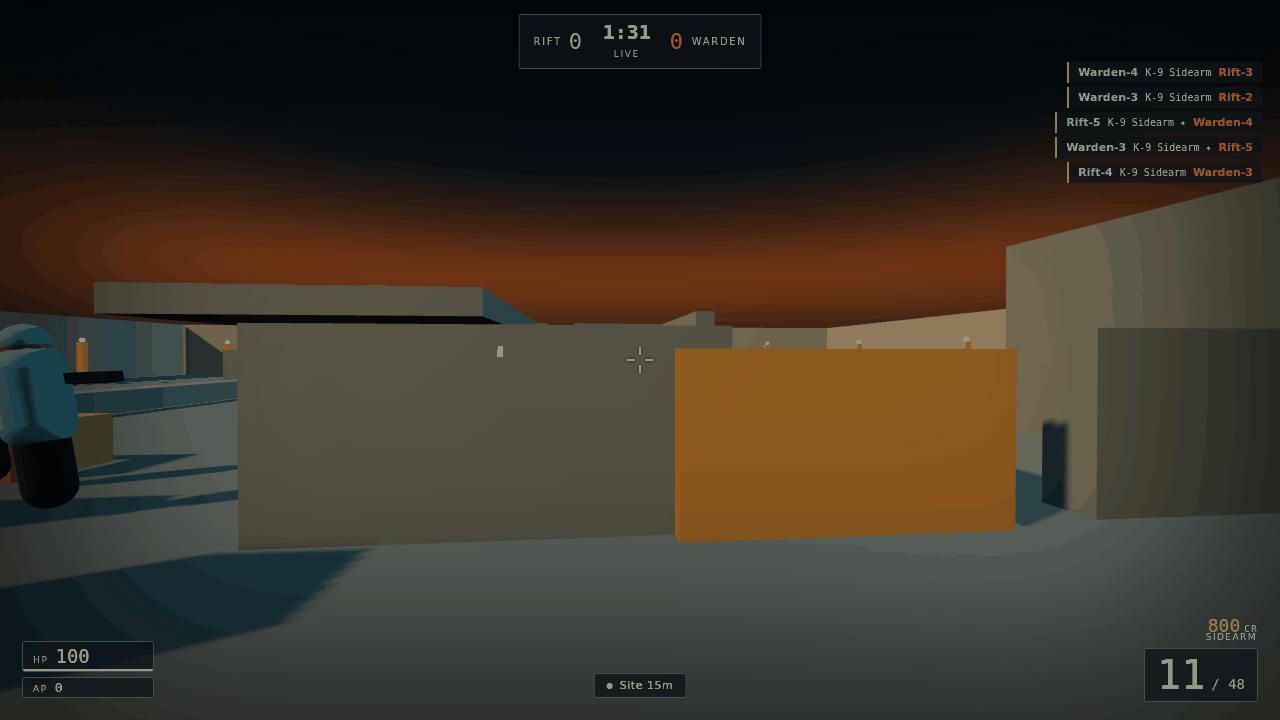 RIFT 0 1:31 0 WARDEN
LIVE
Warden-4 K-9 Sidearm Rift-3
Warden-3 K-9 Sidearm Rift-2
Rift-5 K-9 Sidearm ✦ Warden-4
Warden-3 K-9 Sidearm ✦ Rift-5
Rift-4 K-9 Sidearm Warden-3
HP 100
AP 0
● Site 15m
800 CR
SIDEARM
11 / 48